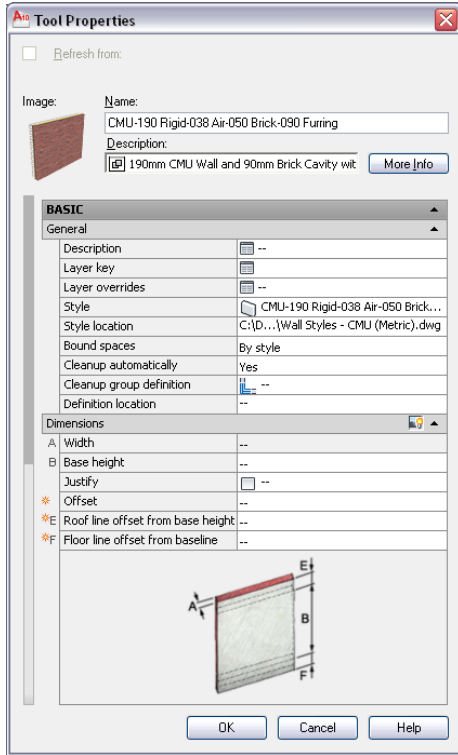 A10 Tool Properties
Refresh from:
Image:
Name:
CMU-190 Rigid-038 Air-050 Brick-090 Furring
Description:
190mm CMU Wall and 90mm Brick Cavity wit
More Info
BASIC
General
Description --
Layer key
Layer overrides --
Style CMU-190 Rigid-038 Air-050 Brick...
Style location C:\D...\Wall Styles - CMU (Metric).dwg
Bound spaces By style
Cleanup automatically Yes
Cleanup group definition --
Definition location --
Dimensions
A Width --
B Base height --
Justify --
Offset --
E Roof line offset from base height --
F Floor line offset from baseline --
E
A
B
F
OK Cancel Help